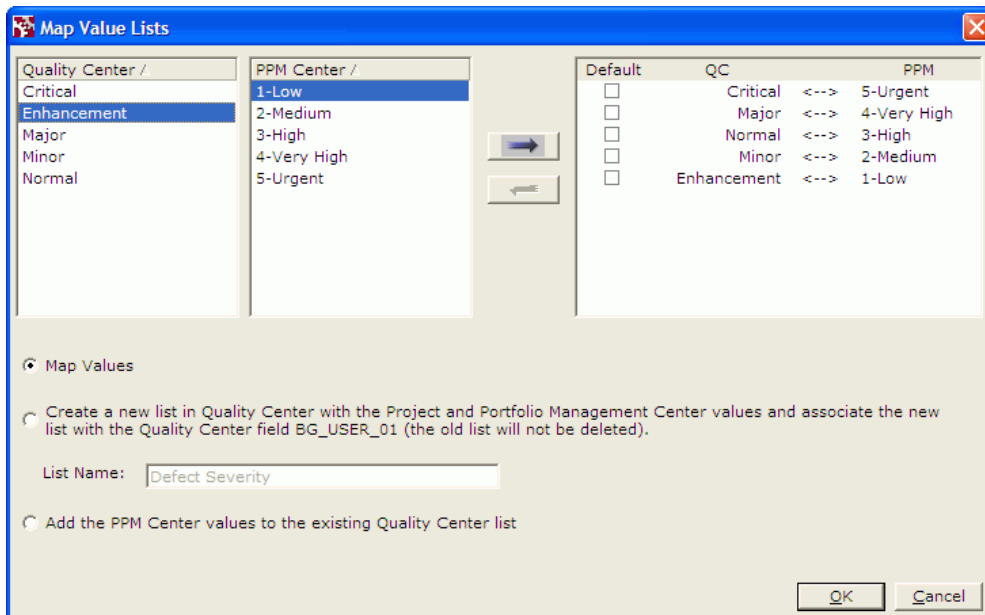 Map Value Lists
Quality Center /
Critical
Enhancement
Major
Minor
Normal
PPM Center /
1-Low
2-Medium
3-High
4-Very High
5-Urgent
Default QC PPM
Critical <--> 5-Urgent
Major <--> 4-Very High
Normal <--> 3-High
Minor <--> 2-Medium
Enhancement <--> 1-Low
Map Values
Create a new list in Quality Center with the Project and Portfolio Management Center values and associate the new
list with the Quality Center field BG_USER_01 (the old list will not be deleted).
List Name: Defect Severity
Add the PPM Center values to the existing Quality Center list
OK Cancel